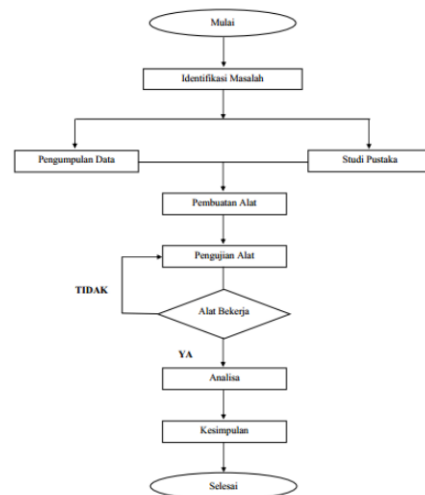 Mulai
Identifikasi Masalah
Pengumpulan Data
Studi Pustaka
Pembuatan Alat
Pengujian Alat
TIDAK
Alat Bekerja
YA
Analisa
Kesimpulan
Selesai